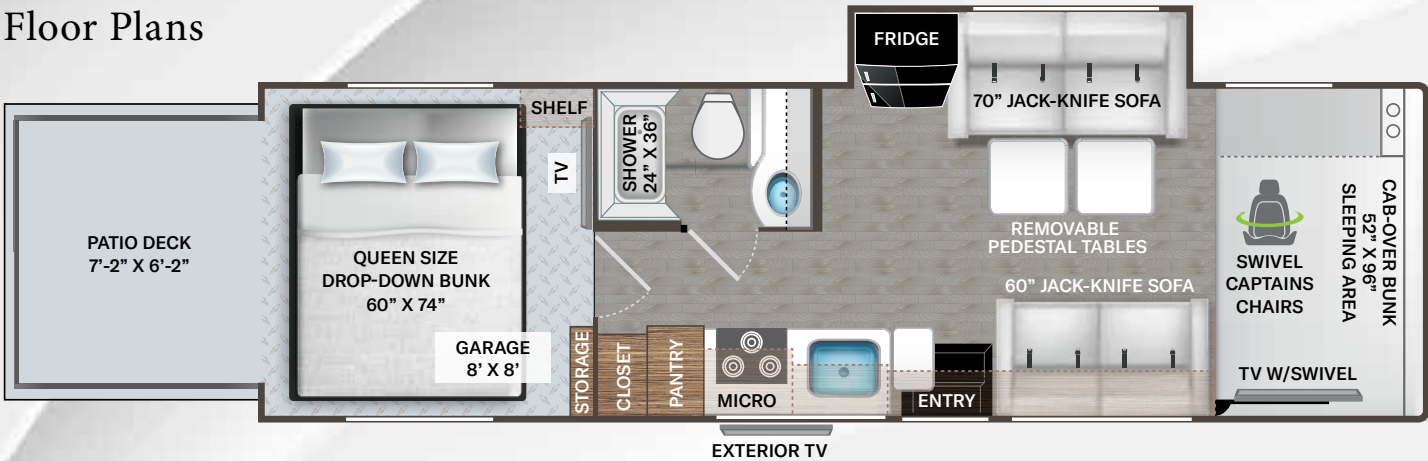 Floor Plans
FRIDGE
70” JACK-KNIFE SOFA
SHELF
SHOWER
24” X 36”
TV
PATIO DECK
7’-2” X 6’-2”
QUEEN SIZE
DROP-DOWN BUNK
60” X 74”
GARAGE
8’ X 8’
STORAGE
CLOSET
PANTRY
MICRO
REMOVABLE
PEDESTAL TABLES
60” JACK-KNIFE SOFA
ENTRY
SWIVEL
CAPTAINS
CHAIRS
CAB-OVER BUNK
52” X 96”
SLEEPING AREA
TV W/SWIVEL
EXTERIOR TV